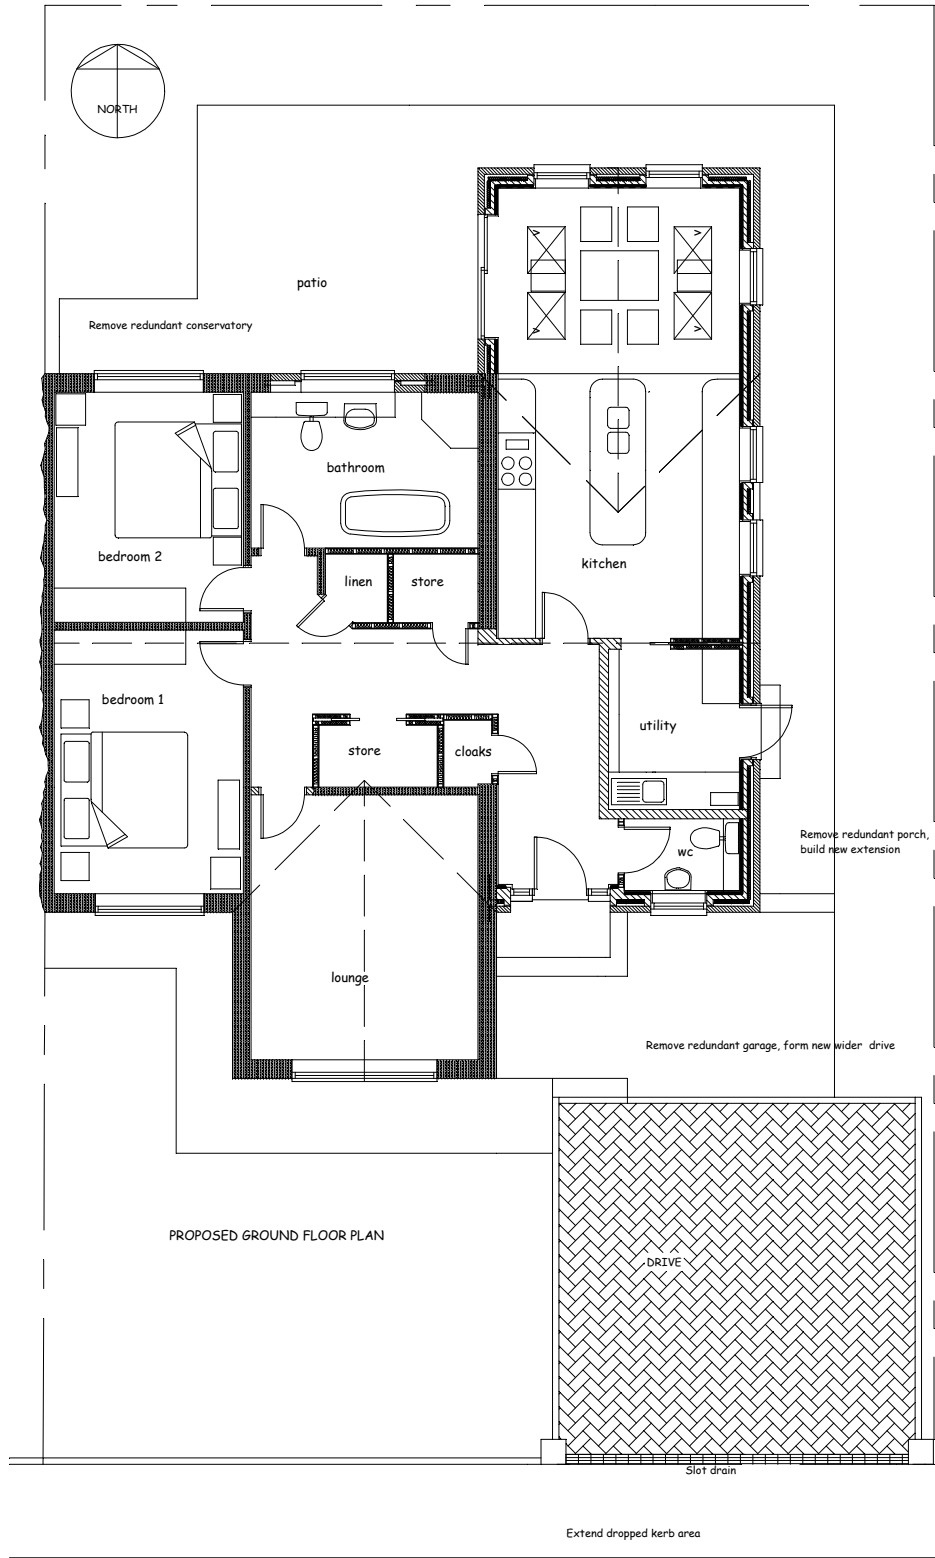 NORTH
patio
Remove redundant conservatory
bathroom
bedroom 2
linen
store
kitchen
bedroom 1
store
cloaks
utility
Remove redundant porch,
build new extension
wc
lounge
Remove redundant garage, form new wider drive
PROPOSED GROUND FLOOR PLAN
DRIVE
Slot drain
Extend dropped kerb area